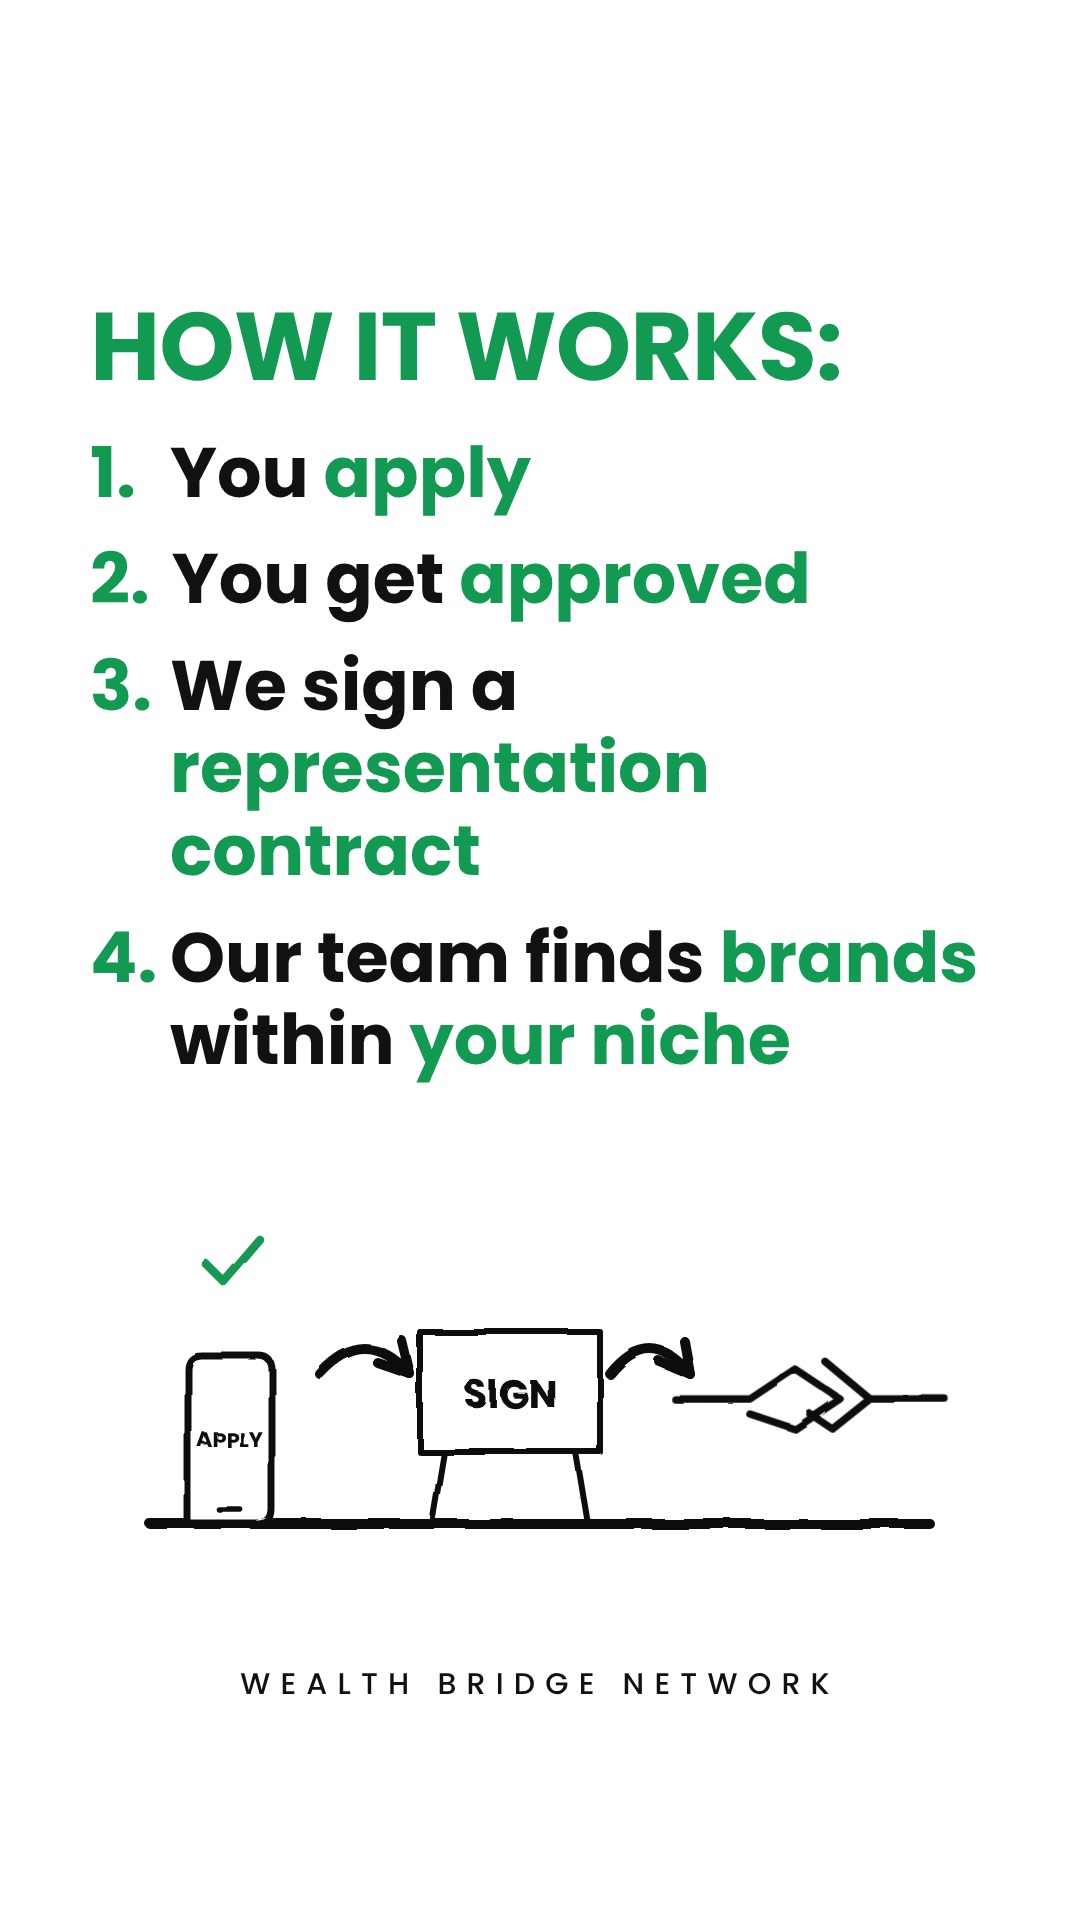 HOW IT WORKS:
1. You apply
2. You get approved
3. We sign a
representation
contract
4. Our team finds brands
within your niche
APPLY
SIGN
WEALTH BRIDGE NETWORK